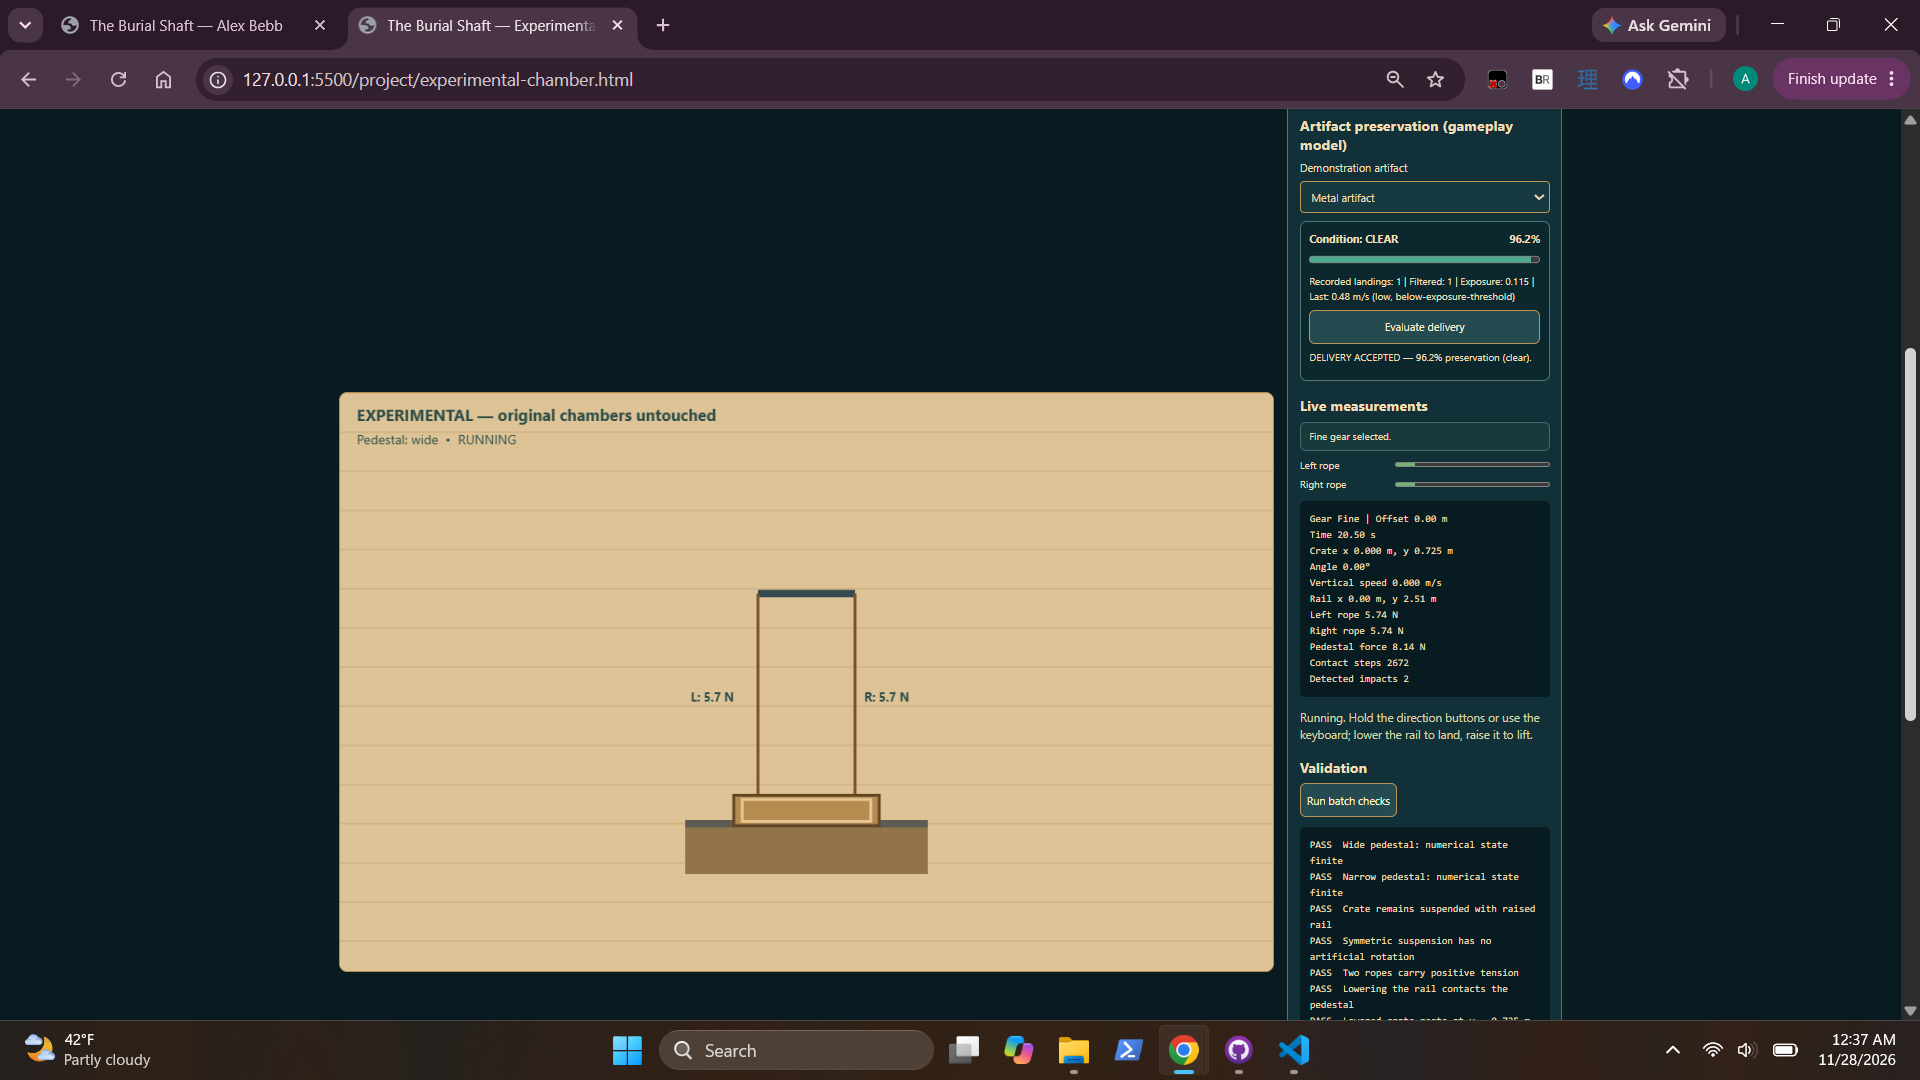 The Burial Shaft — Alex Bebb
The Burial Shaft — Experimenta
Ask Gemini
127.0.0.1:5500/project/experimental-chamber.html
BR
理
A
Finish update
EXPERIMENTAL — original chambers untouched
Pedestal: wide • RUNNING
L: 5.7 N
R: 5.7 N
Artifact preservation (gameplay
model)
Demonstration artifact
Metal artifact
Condition: CLEAR 96.2%
Recorded landings: 1 | Filtered: 1 | Exposure: 0.115 |
Last: 0.48 m/s (low, below-exposure-threshold)
Evaluate delivery
DELIVERY ACCEPTED — 96.2% preservation (clear).
Live measurements
Fine gear selected.
Left rope
Right rope
Gear Fine | Offset 0.00 m
Time 20.50 s
Crate x 0.000 m, y 0.725 m
Angle 0.00°
Vertical speed 0.000 m/s
Rail x 0.00 m, y 2.51 m
Left rope 5.74 N
Right rope 5.74 N
Pedestal force 8.14 N
Contact steps 2672
Detected impacts 2
Running. Hold the direction buttons or use the
keyboard; lower the rail to land, raise it to lift.
Validation
Run batch checks
PASS Wide pedestal: numerical state
finite
PASS Narrow pedestal: numerical state
finite
PASS Crate remains suspended with raised
rail
PASS Symmetric suspension has no
artificial rotation
PASS Two ropes carry positive tension
PASS Lowering the rail contacts the
pedestal
42°F
Partly cloudy
Search
12:37 AM
11/28/2026